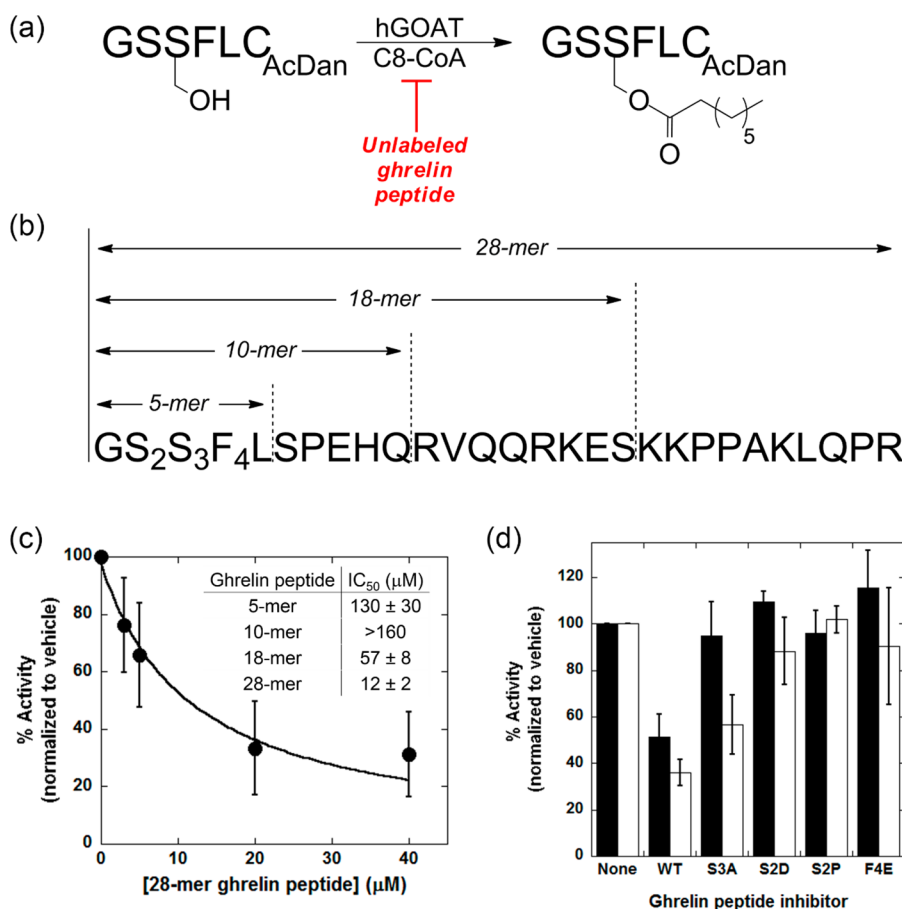 (a)
GSSFLC
AcDan
OH
hGOAT
C8-CoA
Unlabeled
ghrelin
peptide
GSSFLC
AcDan
O
O
5
(b)
28-mer
18-mer
10-mer
5-mer
GS2S3F4LSPEHQRVQQRKESKKPPAKLQPR
(c)
% Activity
(normalized to vehicle)
100
80
60
40
20
0
0 10 20 30 40
[28-mer ghrelin peptide] (μM)
Ghrelin peptide IC50 (μM)
5-mer 130 ± 30
10-mer >160
18-mer 57 ± 8
28-mer 12 ± 2
(d)
% Activity
(normalized to vehicle)
120
100
80
60
40
20
0
None WT S3A S2D S2P F4E
Ghrelin peptide inhibitor